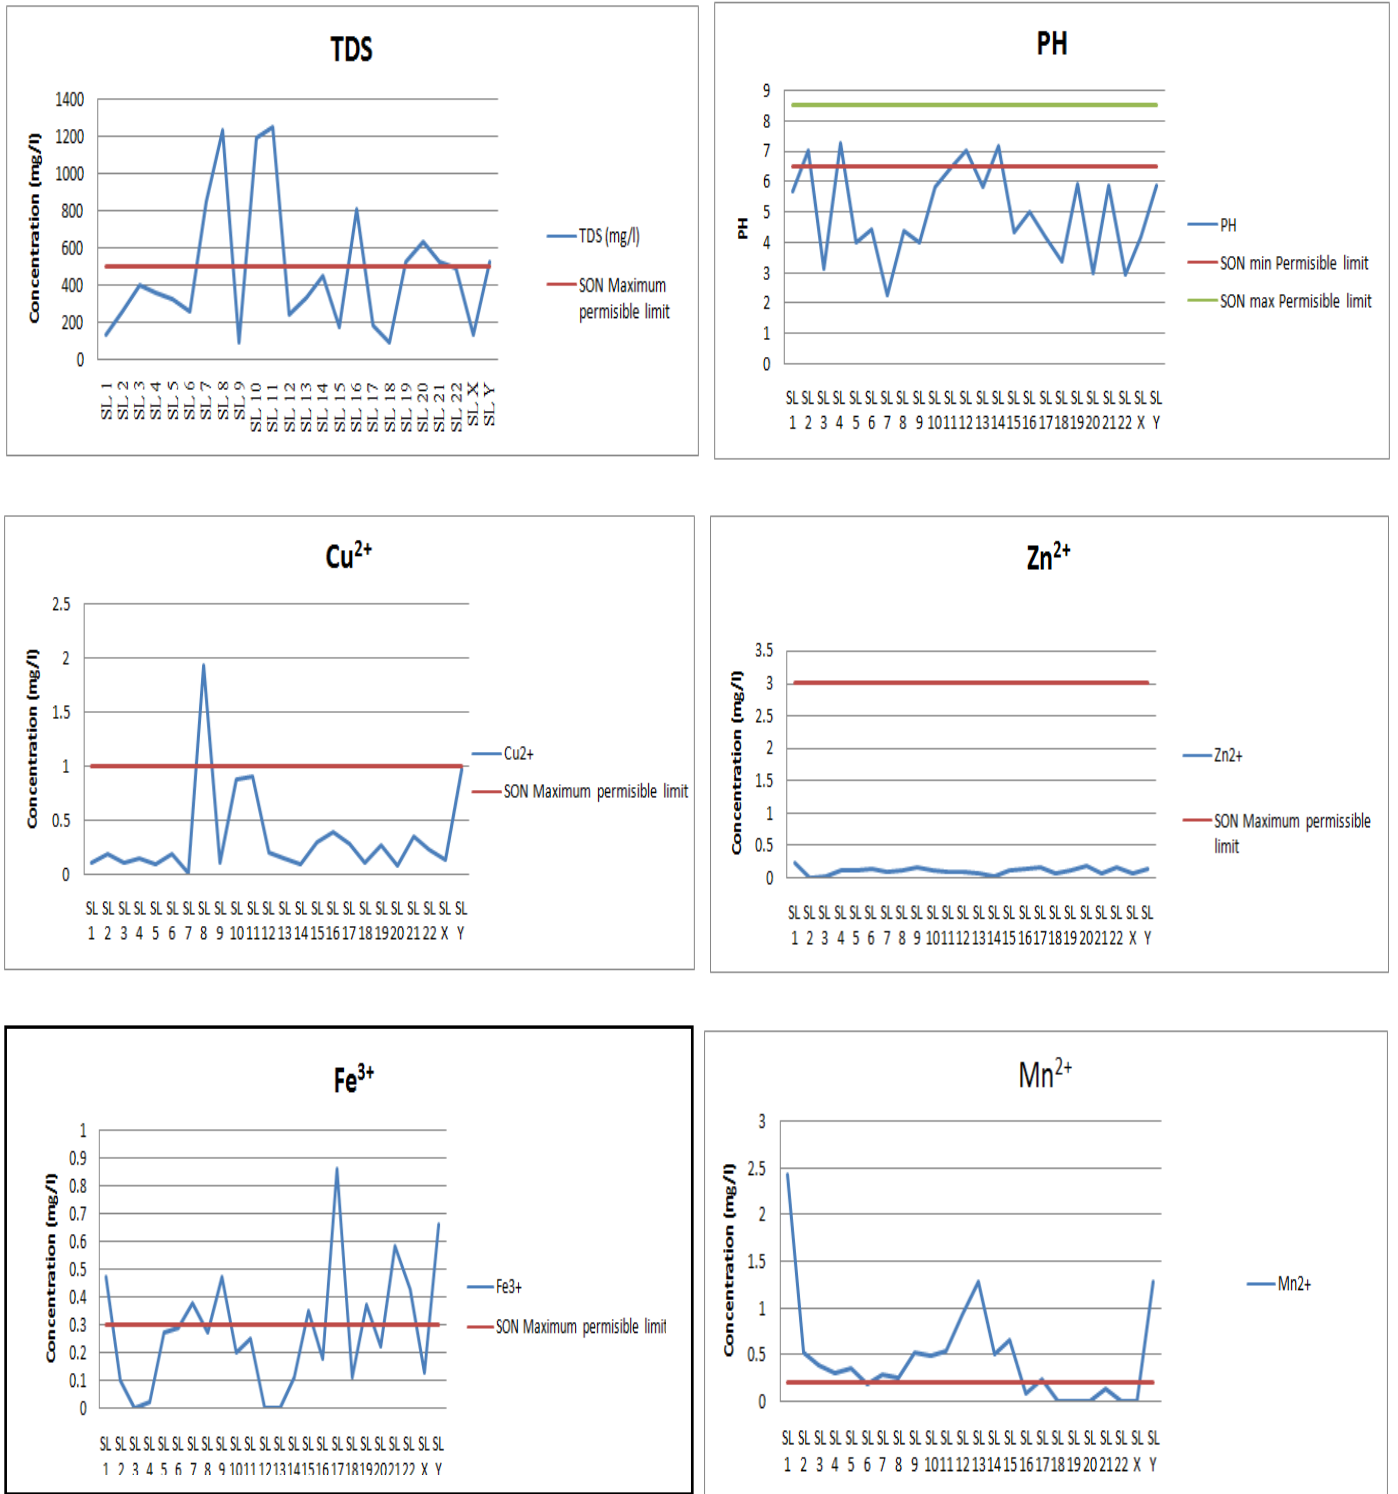 TDS
1400
1200
1000
800
600
400
200
0
Concentration (mg/l)
SL 1
SL 2
SL 3
SL 4
SL 5
SL 6
SL 7
SL 8
SL 9
SL 10
SL 11
SL 12
SL 13
SL 14
SL 15
SL 16
SL 17
SL 18
SL 19
SL 20
SL 21
SL 22
SL X
SL Y
TDS (mg/l)
SON Maximum
permisible limit
PH
9
8
7
6
5
4
3
2
1
0
PH
SL SL SL SL SL SL SL SL SL SL SL SL SL SL SL SL SL SL SL SL SL SL SL SL
1 2 3 4 5 6 7 8 9 10 11 12 13 14 15 16 17 18 19 20 21 22 X Y
PH
SON min Permisible limit
SON max Permisible limit
Cu2+
2.5
2
1.5
1
0.5
0
Concentration (mg/l)
SL SL SL SL SL SL SL SL SL SL SL SL SL SL SL SL SL SL SL SL SL SL SL SL
1 2 3 4 5 6 7 8 9 10 11 12 13 14 15 16 17 18 19 20 21 22 X Y
Cu2+
SON Maximum permisible limit
Zn2+
3.5
3
2.5
2
1.5
1
0.5
0
Concentration (mg/l)
SL SL SL SL SL SL SL SL SL SL SL SL SL SL SL SL SL SL SL SL SL SL SL SL
1 2 3 4 5 6 7 8 9 10 11 12 13 14 15 16 17 18 19 20 21 22 X Y
Zn2+
SON Maximum permissible
limit
Fe3+
1
0.9
0.8
0.7
0.6
0.5
0.4
0.3
0.2
0.1
0
Concentration (mg/l)
SL SL SL SL SL SL SL SL SL SL SL SL SL SL SL SL SL SL SL SL SL SL SL SL
1 2 3 4 5 6 7 8 9 10 11 12 13 14 15 16 17 18 19 20 21 22 X Y
Fe3+
SON Maximum permisible limit
Mn2+
3
2.5
2
1.5
1
0.5
0
Concentration (mg/l)
SL SL SL SL SL SL SL SL SL SL SL SL SL SL SL SL SL SL SL SL SL SL SL SL
1 2 3 4 5 6 7 8 9 10 11 12 13 14 15 16 17 18 19 20 21 22 X Y
Mn2+